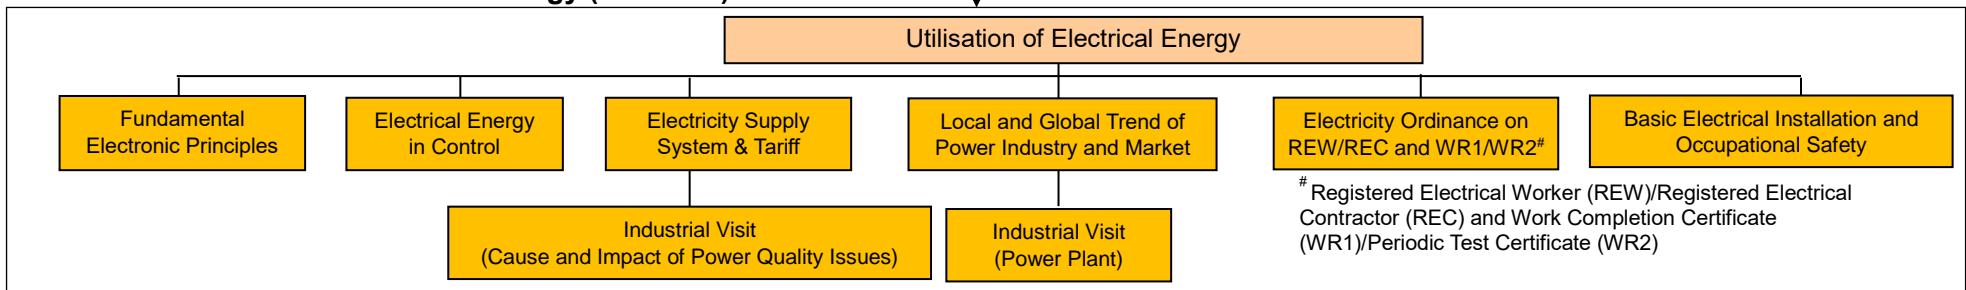 Utilisation of Electrical Energy
Fundamental
Electronic Principles
Electrical Energy
in Control
Electricity Supply
System & Tariff
Local and Global Trend of
Power Industry and Market
Electricity Ordinance on
REW/REC and WR1/WR2#
Basic Electrical Installation and
Occupational Safety
Industrial Visit
(Cause and Impact of Power Quality Issues)
Industrial Visit
(Power Plant)
# Registered Electrical Worker (REW)/Registered Electrical
Contractor (REC) and Work Completion Certificate
(WR1)/Periodic Test Certificate (WR2)